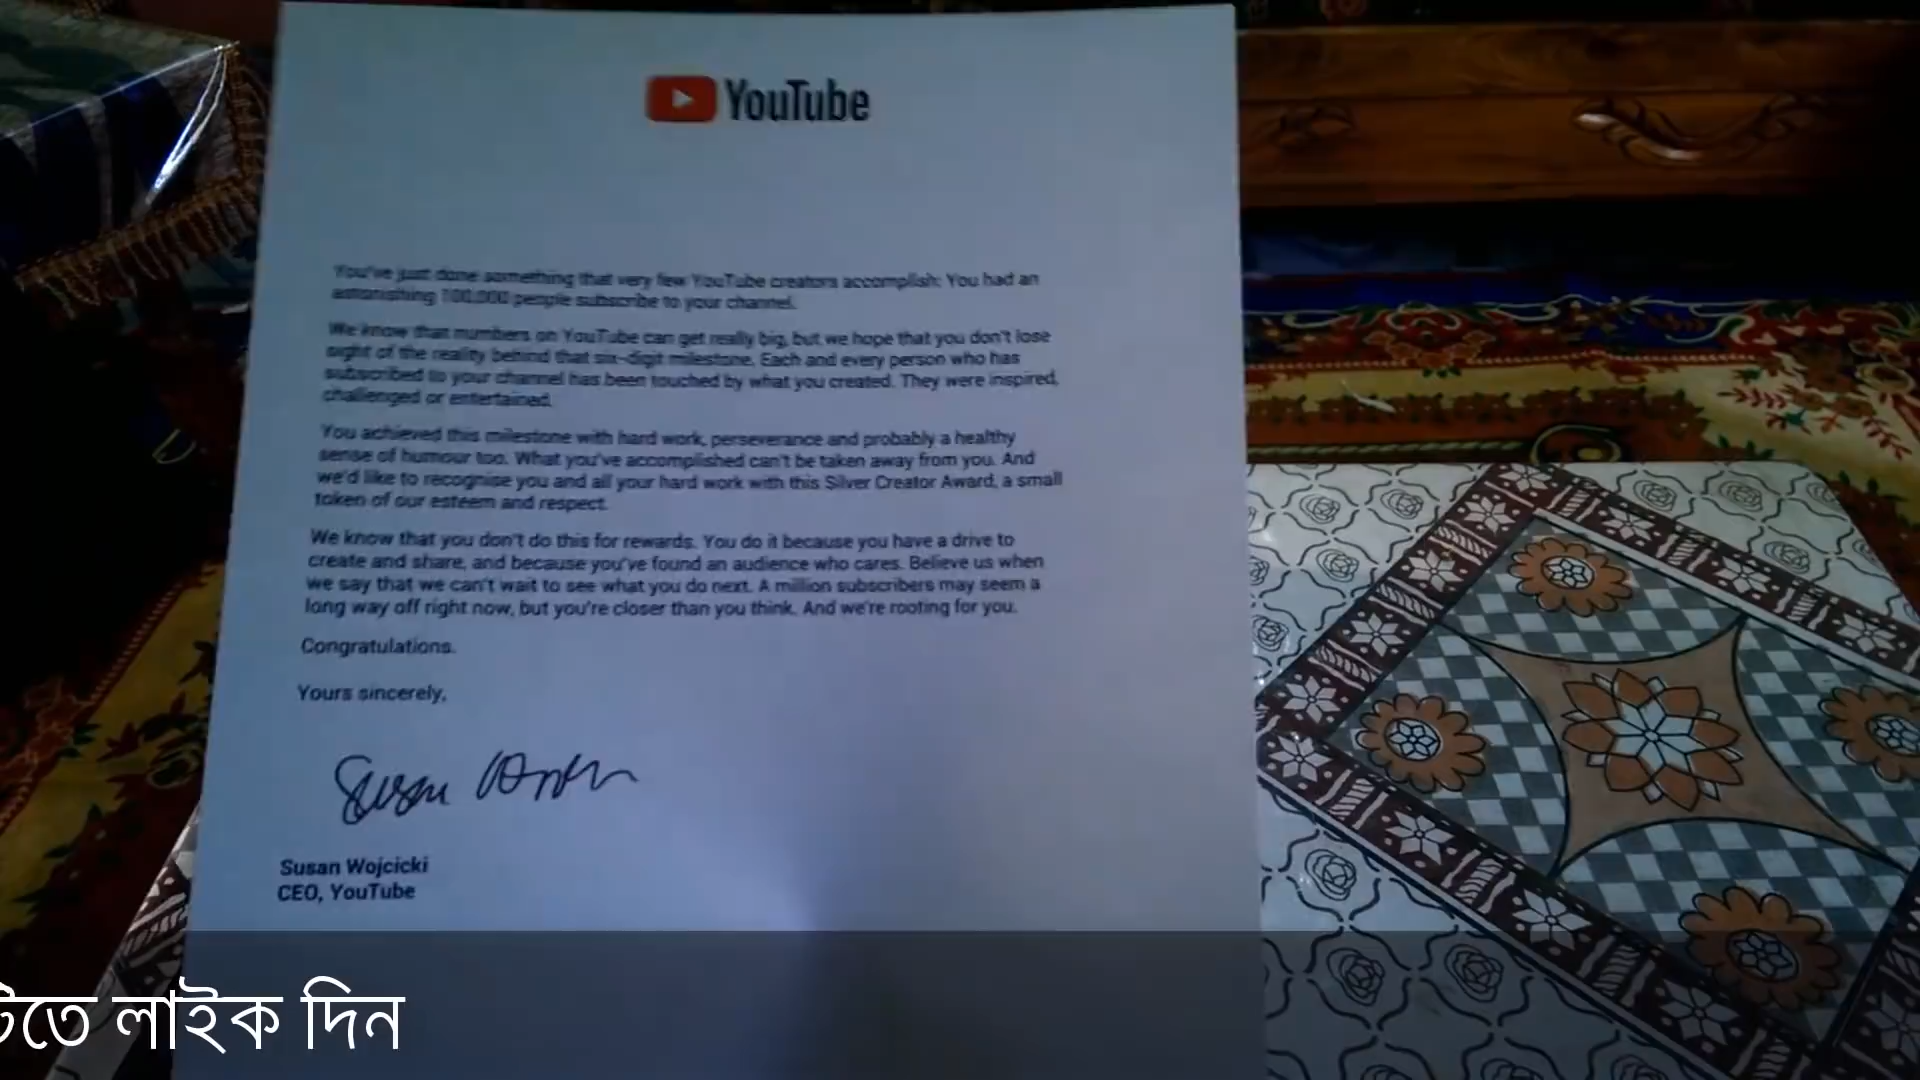 YouTube
You've just done something that very few YouTube creators accomplish: You had an
astonishing 100,000 people subscribe to your channel.
We know that numbers on YouTube can get really big, but we hope that you don't lose
sight of the reality behind that six-digit milestone. Each and every person who has
subscribed to your channel has been touched by what you created. They were inspired,
challenged or entertained.
You achieved this milestone with hard work, perseverance and probably a healthy
sense of humour too. What you've accomplished can't be taken away from you. And
we'd like to recognise you and all your hard work with this Silver Creator Award, a small
token of our esteem and respect.
We know that you don't do this for rewards. You do it because you have a drive to
create and share, and because you've found an audience who cares. Believe us when
we say that we can't wait to see what you do next. A million subscribers may seem a
long way off right now, but you're closer than you think. And we're rooting for you.
Congratulations.
Yours sincerely,
Susan Wojcicki
CEO, YouTube
লাইক দিন